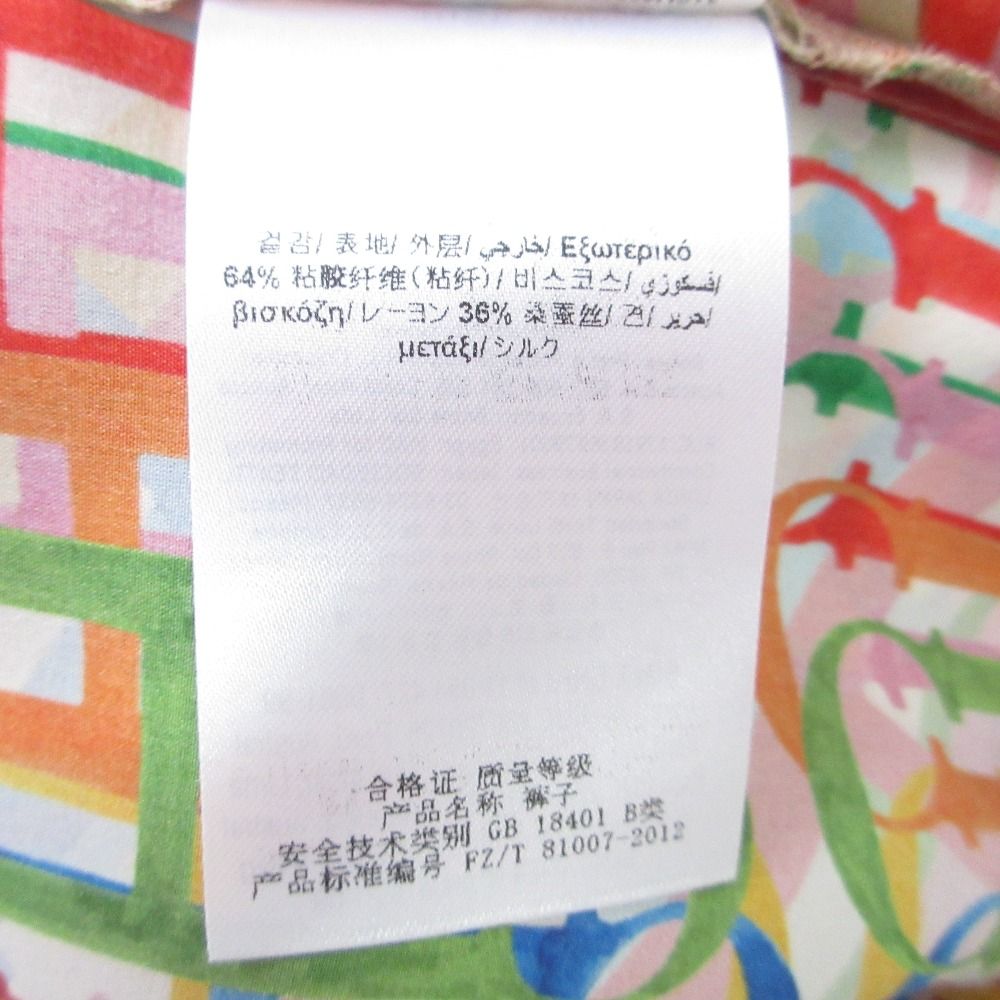 겉감/ 表地/ 外层/ خارجي/ Εξωτερικό
64% 粘胶纤维(粘纤)/ 비스코스/ فسكوزي/
βισκόζη/ レーヨン 36% 桑蚕丝/ 견/ حرير/
μετάξι/ シルク
合格证 质量等级
产品名称 裤子
安全技术类别 GB 18401 B类
产品标准编号 FZ/T 81007-2012